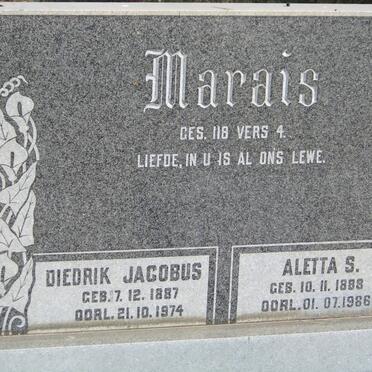 Marais
GES. 118 VERS 4.
LIEFDE, IN U IS AL ONS LEWE.
DIEDRIK JACOBUS
GEB. 7. 12. 1887
OORL. 21. 10. 1974
ALETTA S.
GEB. 10. 11. 1898
OORL. 01. 07. 1986